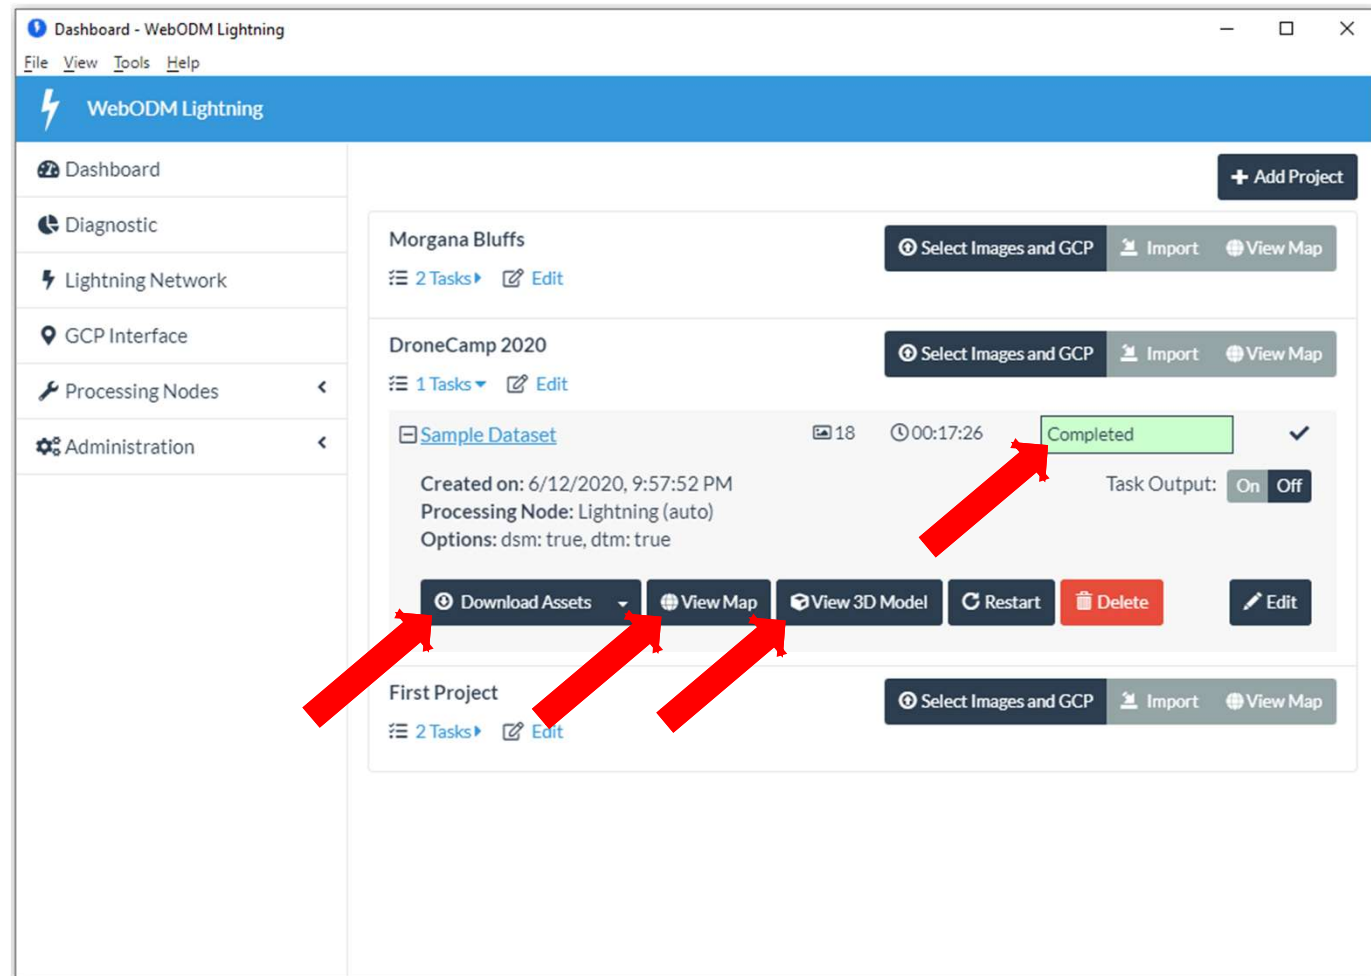 Dashboard - WebODM Lightning
File View Tools Help
WebODM Lightning
Dashboard
Diagnostic
Lightning Network
GCP Interface
Processing Nodes
Administration
Add Project
Morgana Bluffs
Select Images and GCP Import View Map
2 Tasks Edit
DroneCamp 2020
Select Images and GCP Import View Map
1 Tasks Edit
Sample Dataset 18 00:17:26 Completed
Created on: 6/12/2020, 9:57:52 PM
Task Output: On Off
Processing Node: Lightning (auto)
Options: dsm: true, dtm: true
Download Assets View Map View 3D Model Restart Delete Edit
First Project
Select Images and GCP Import View Map
2 Tasks Edit